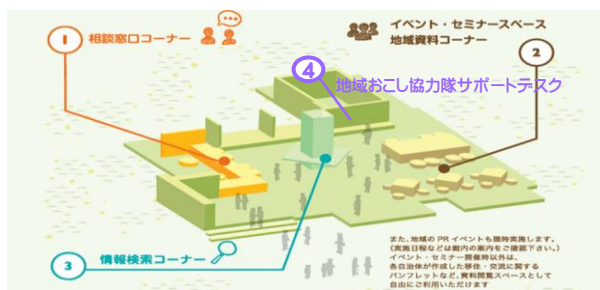 1 相談窓口コーナー
イベント・セミナースペース
地域資料コーナー
2
4
地域おこし協力隊サポートデスク
3 情報検索コーナー
また、地域の PR イベントも随時実施します。
(実施日程などは館内の案内をご確認下さい。)
イベント・セミナー開催時以外は、
各自治体が作成した移住・交流に関する
パンフレットなど、資料閲覧スペースとして
自由にご利用いただけます